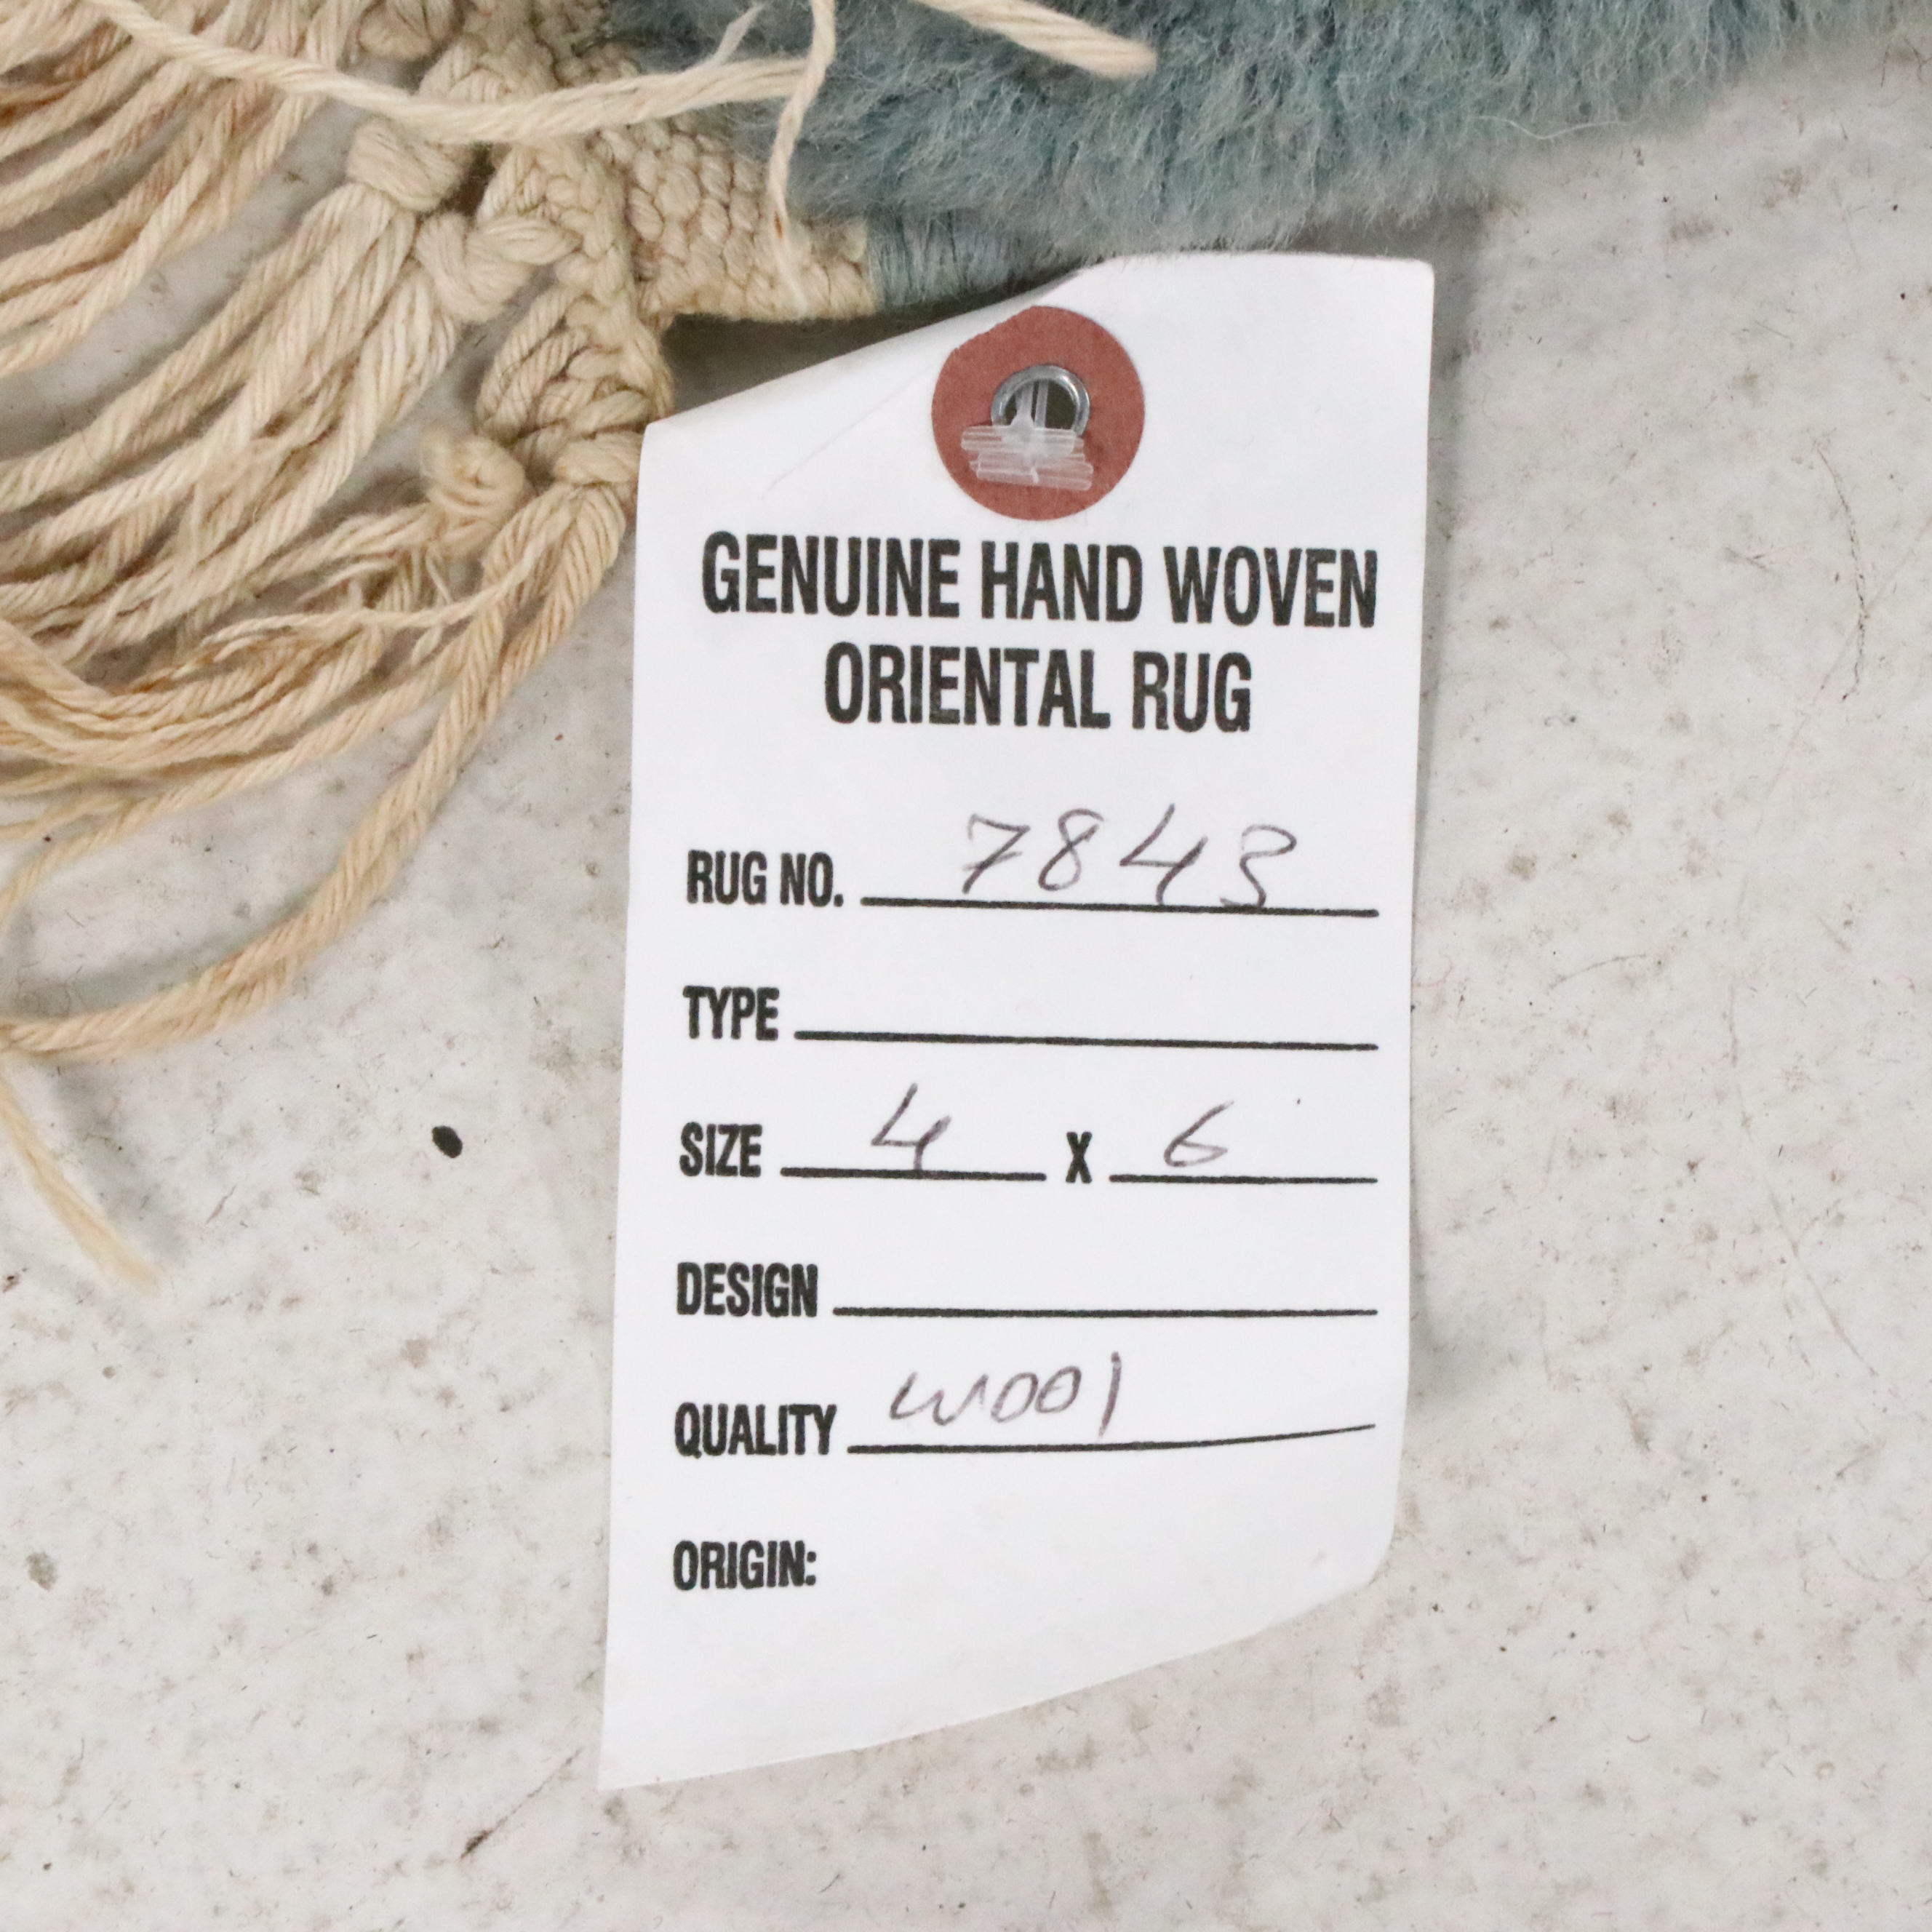 GENUINE HAND WOVEN
ORIENTAL RUG
RUG NO. 7843
TYPE
SIZE 4 X 6
DESIGN
QUALITY wool
ORIGIN: